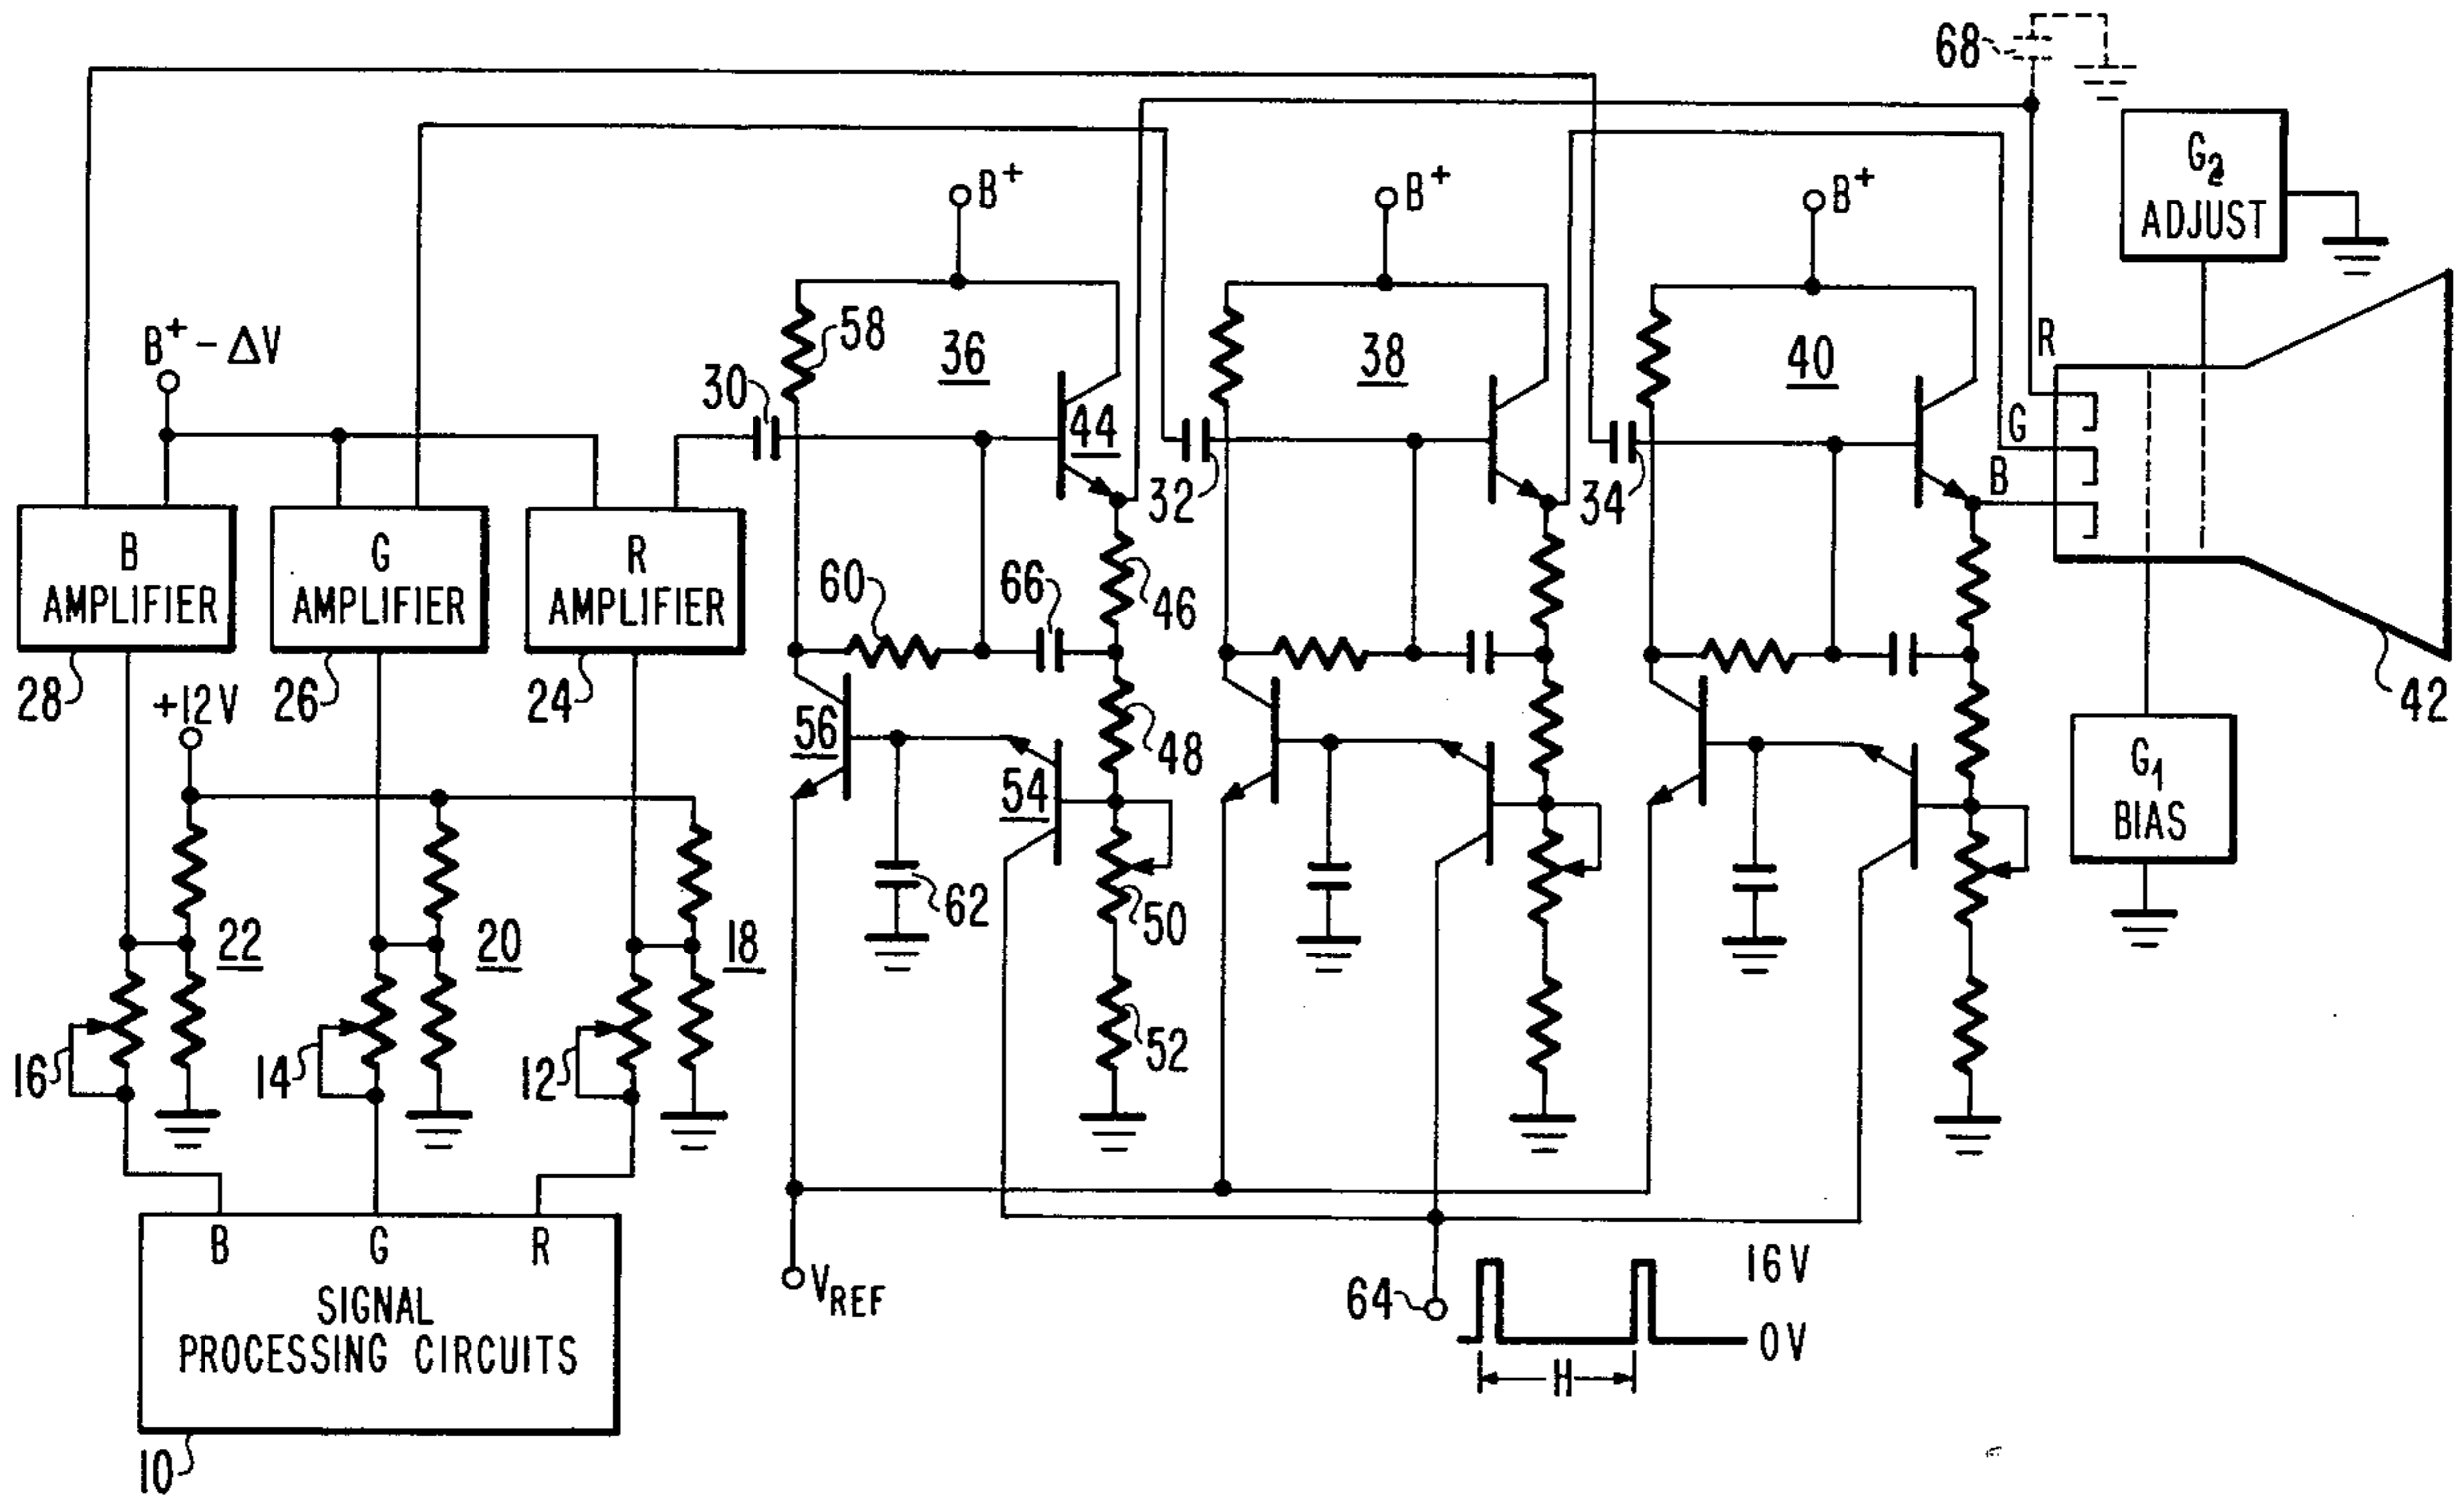 68
G2
ADJUST
B+
B+
B+
B+ - ΔV
58
36
38
40
R
30
44
G
32
34
B
B
AMPLIFIER
G
AMPLIFIER
R
AMPLIFIER
60
66
46
28
+12V
26
24
56
48
42
54
G1
BIAS
62
50
22
20
18
52
16
14
12
B G R
SIGNAL
PROCESSING CIRCUITS
VREF
64
16V
0V
H
10